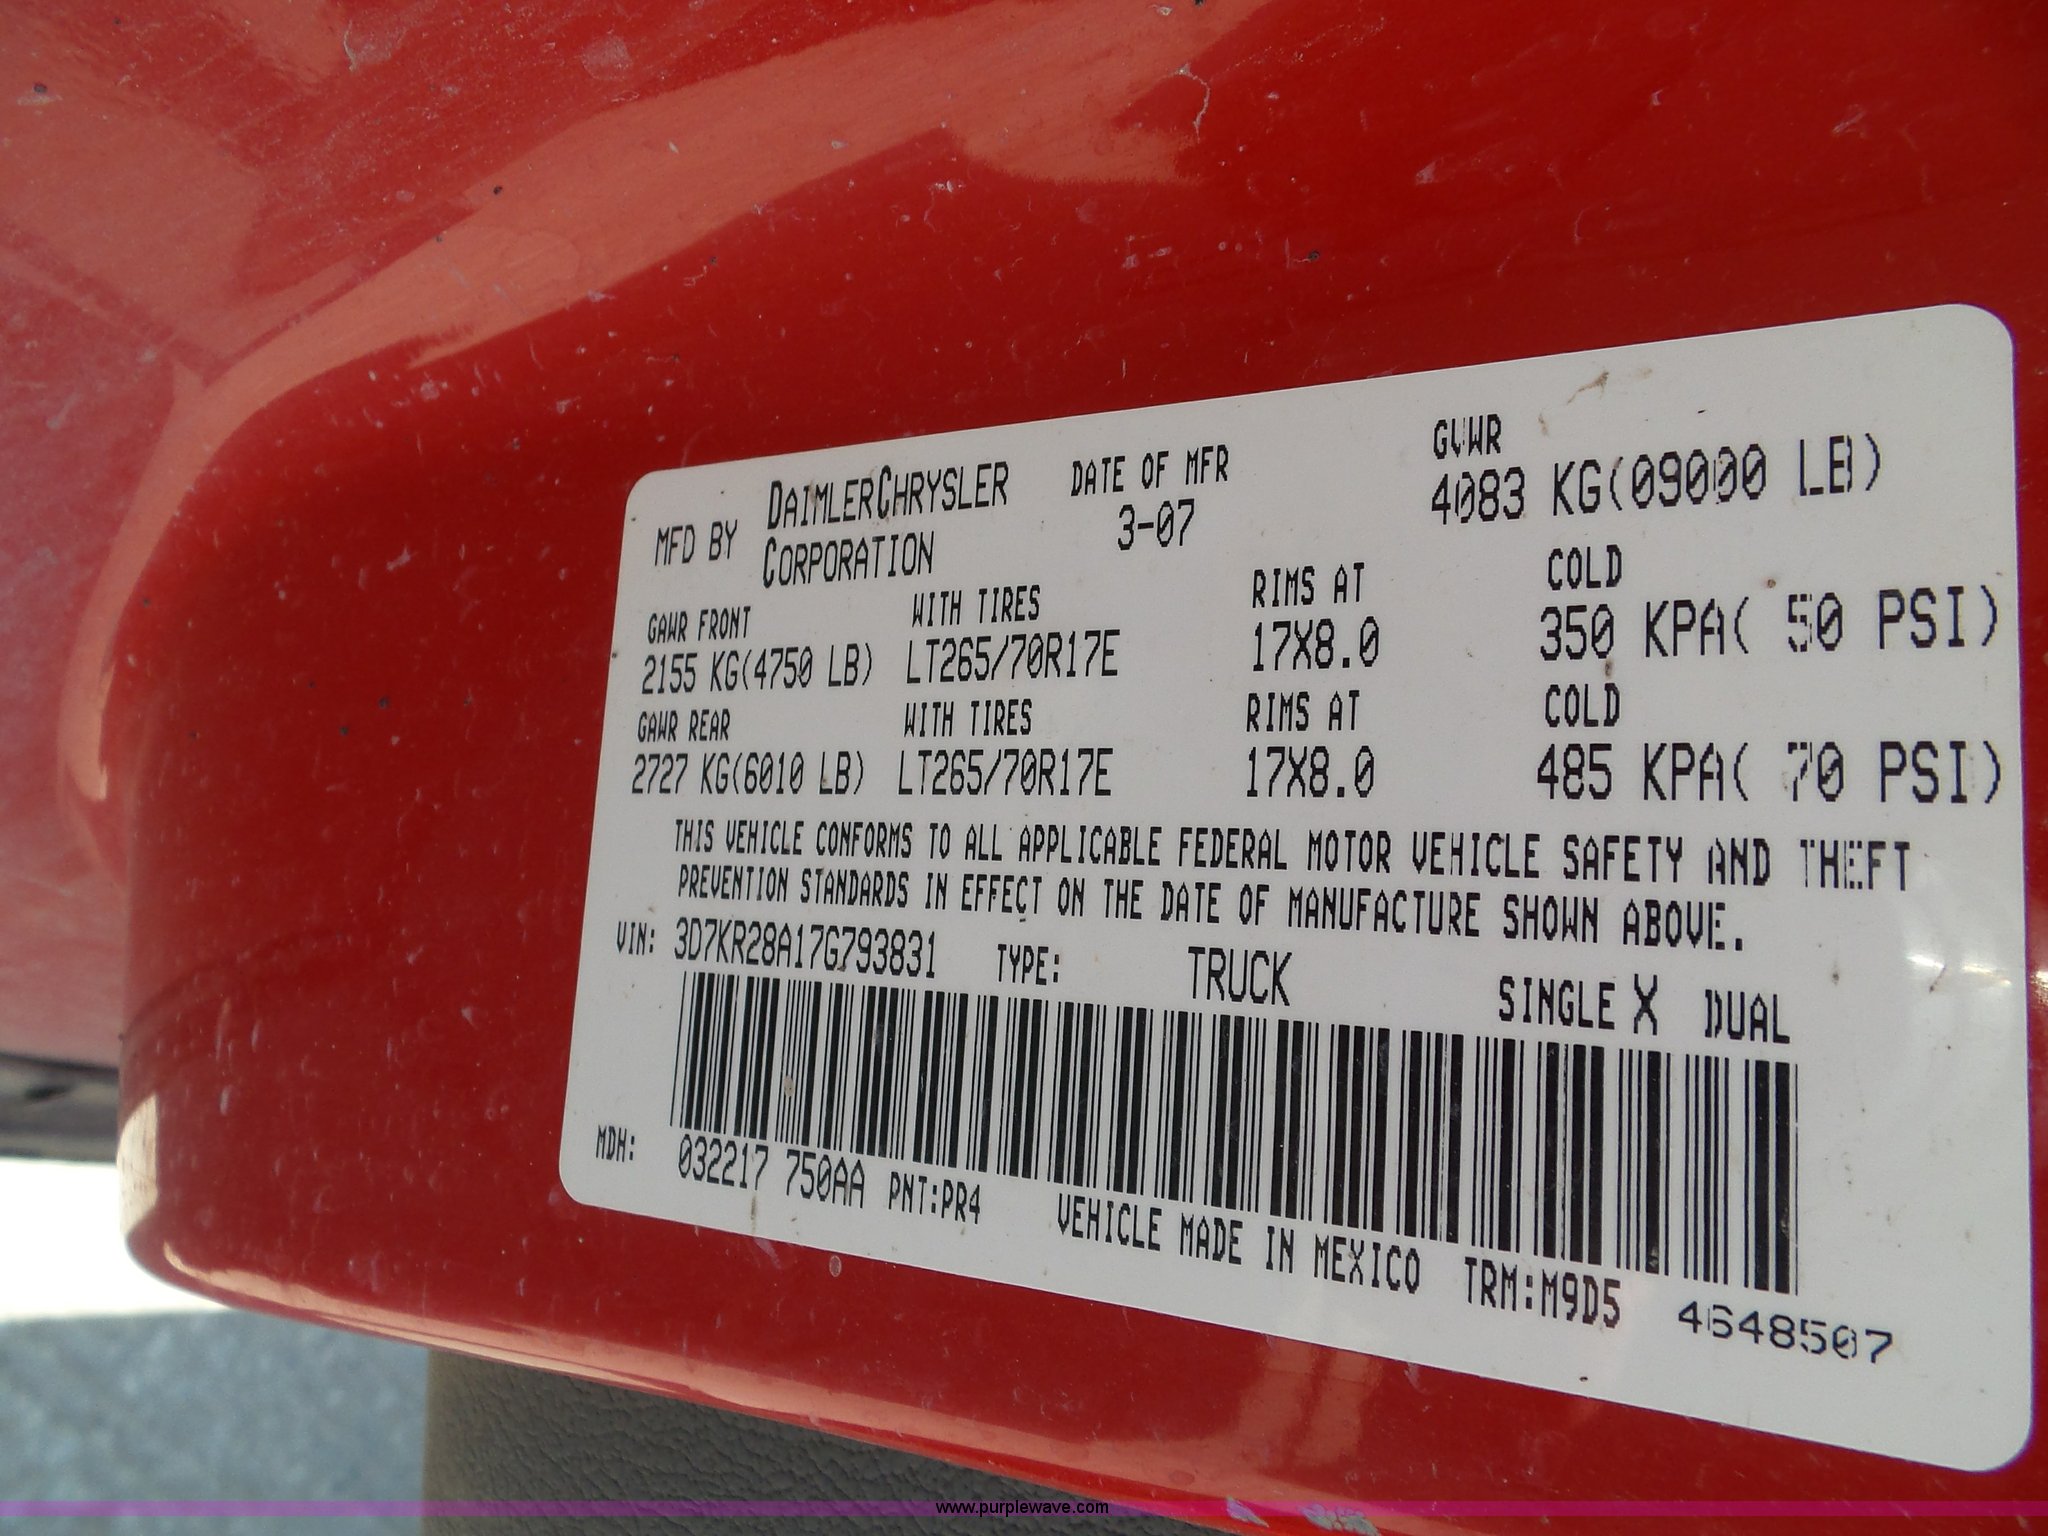 MFD BY DAIMLERCHRYSLER CORPORATION DATE OF MFR 3-07 GVWR 4083 KG(09000 LB)
GAWR FRONT WITH TIRES RIMS AT COLD
2155 KG(4750 LB) LT265/70R17E 17X8.0 350 KPA( 50 PSI)
GAWR REAR WITH TIRES RIMS AT COLD
2727 KG(6010 LB) LT265/70R17E 17X8.0 485 KPA( 70 PSI)
THIS VEHICLE CONFORMS TO ALL APPLICABLE FEDERAL MOTOR VEHICLE SAFETY AND THEFT
PREVENTION STANDARDS IN EFFECT ON THE DATE OF MANUFACTURE SHOWN ABOVE.
VIN: 3D7KR28A17G793831 TYPE: TRUCK SINGLE X DUAL
MDH: 032217 750AA PNT:PR4 VEHICLE MADE IN MEXICO TRM:M9D5 4648507
www.purplewave.com